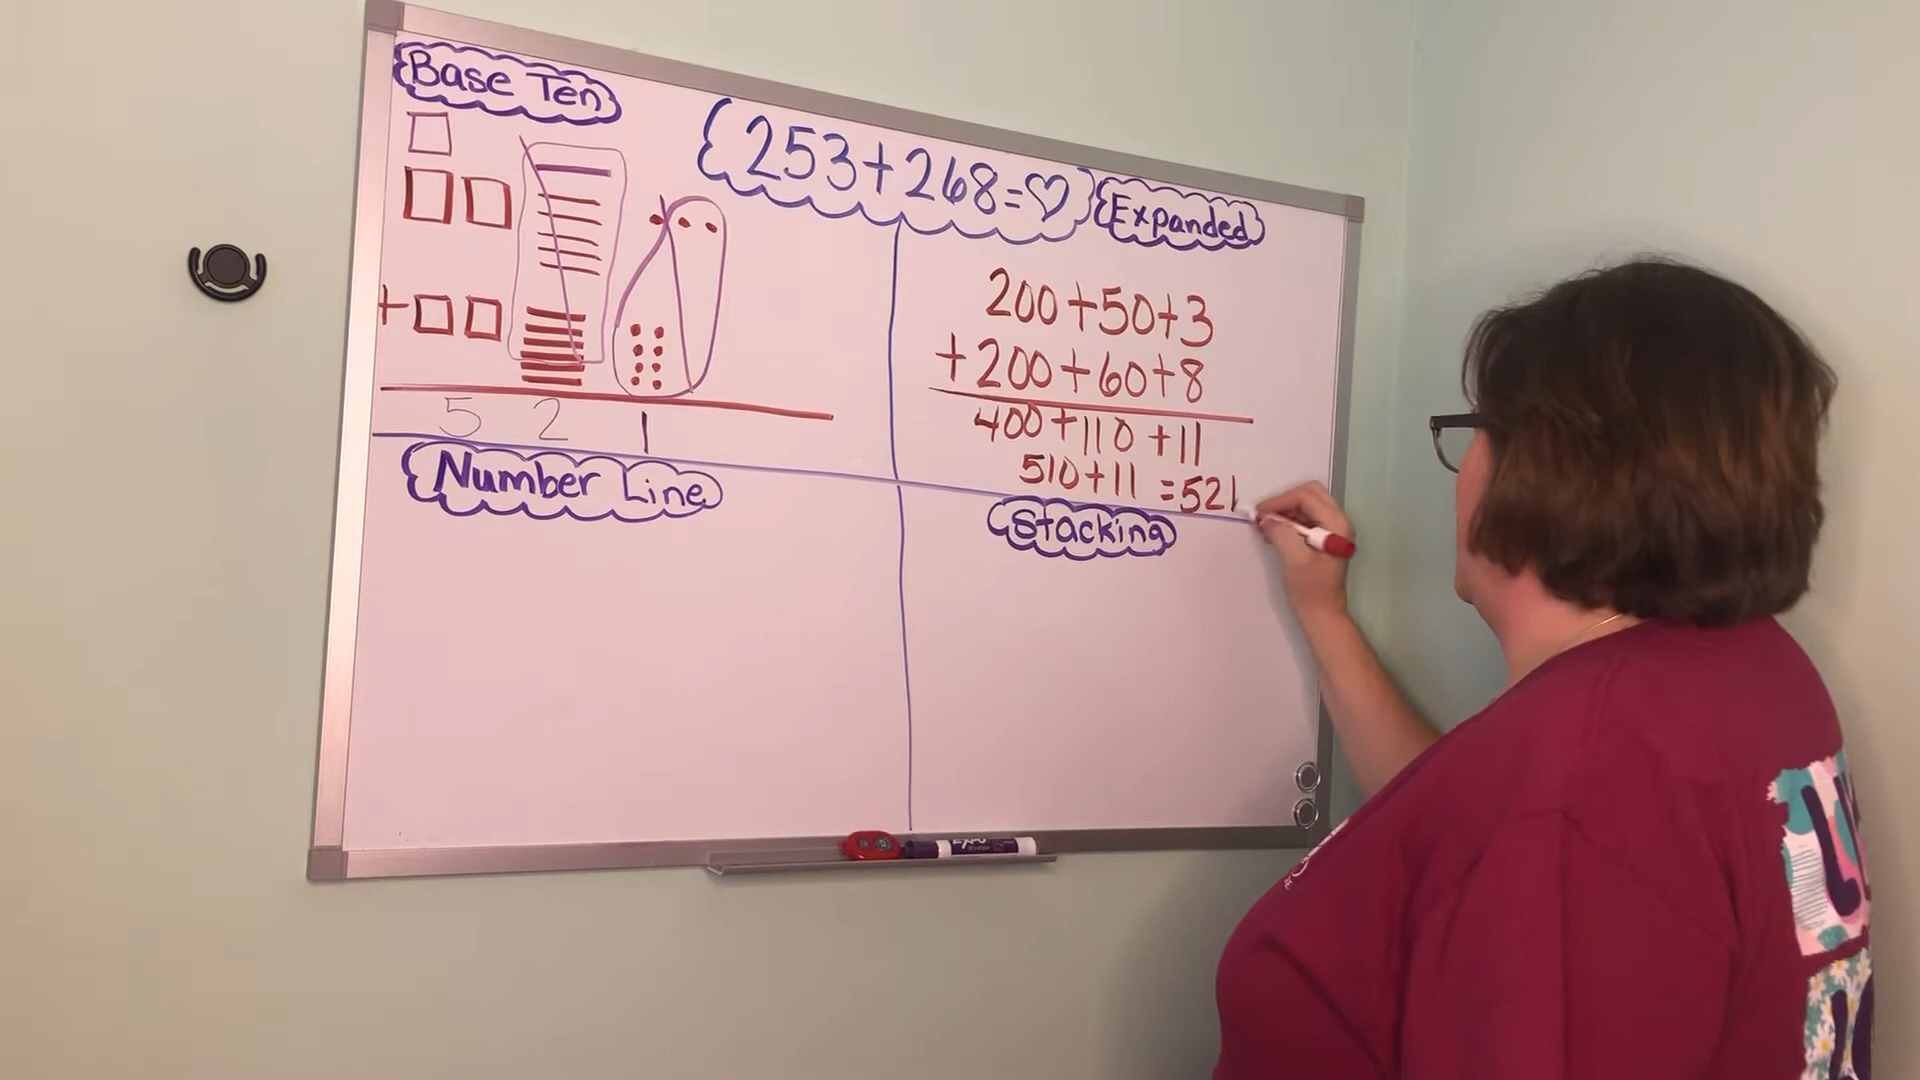 Base Ten
253+268=♡
Expanded
+
5 2 1
200+50+3
+200+60+8
400+110+11
510+11 =521
Number Line
Stacking
EXPO